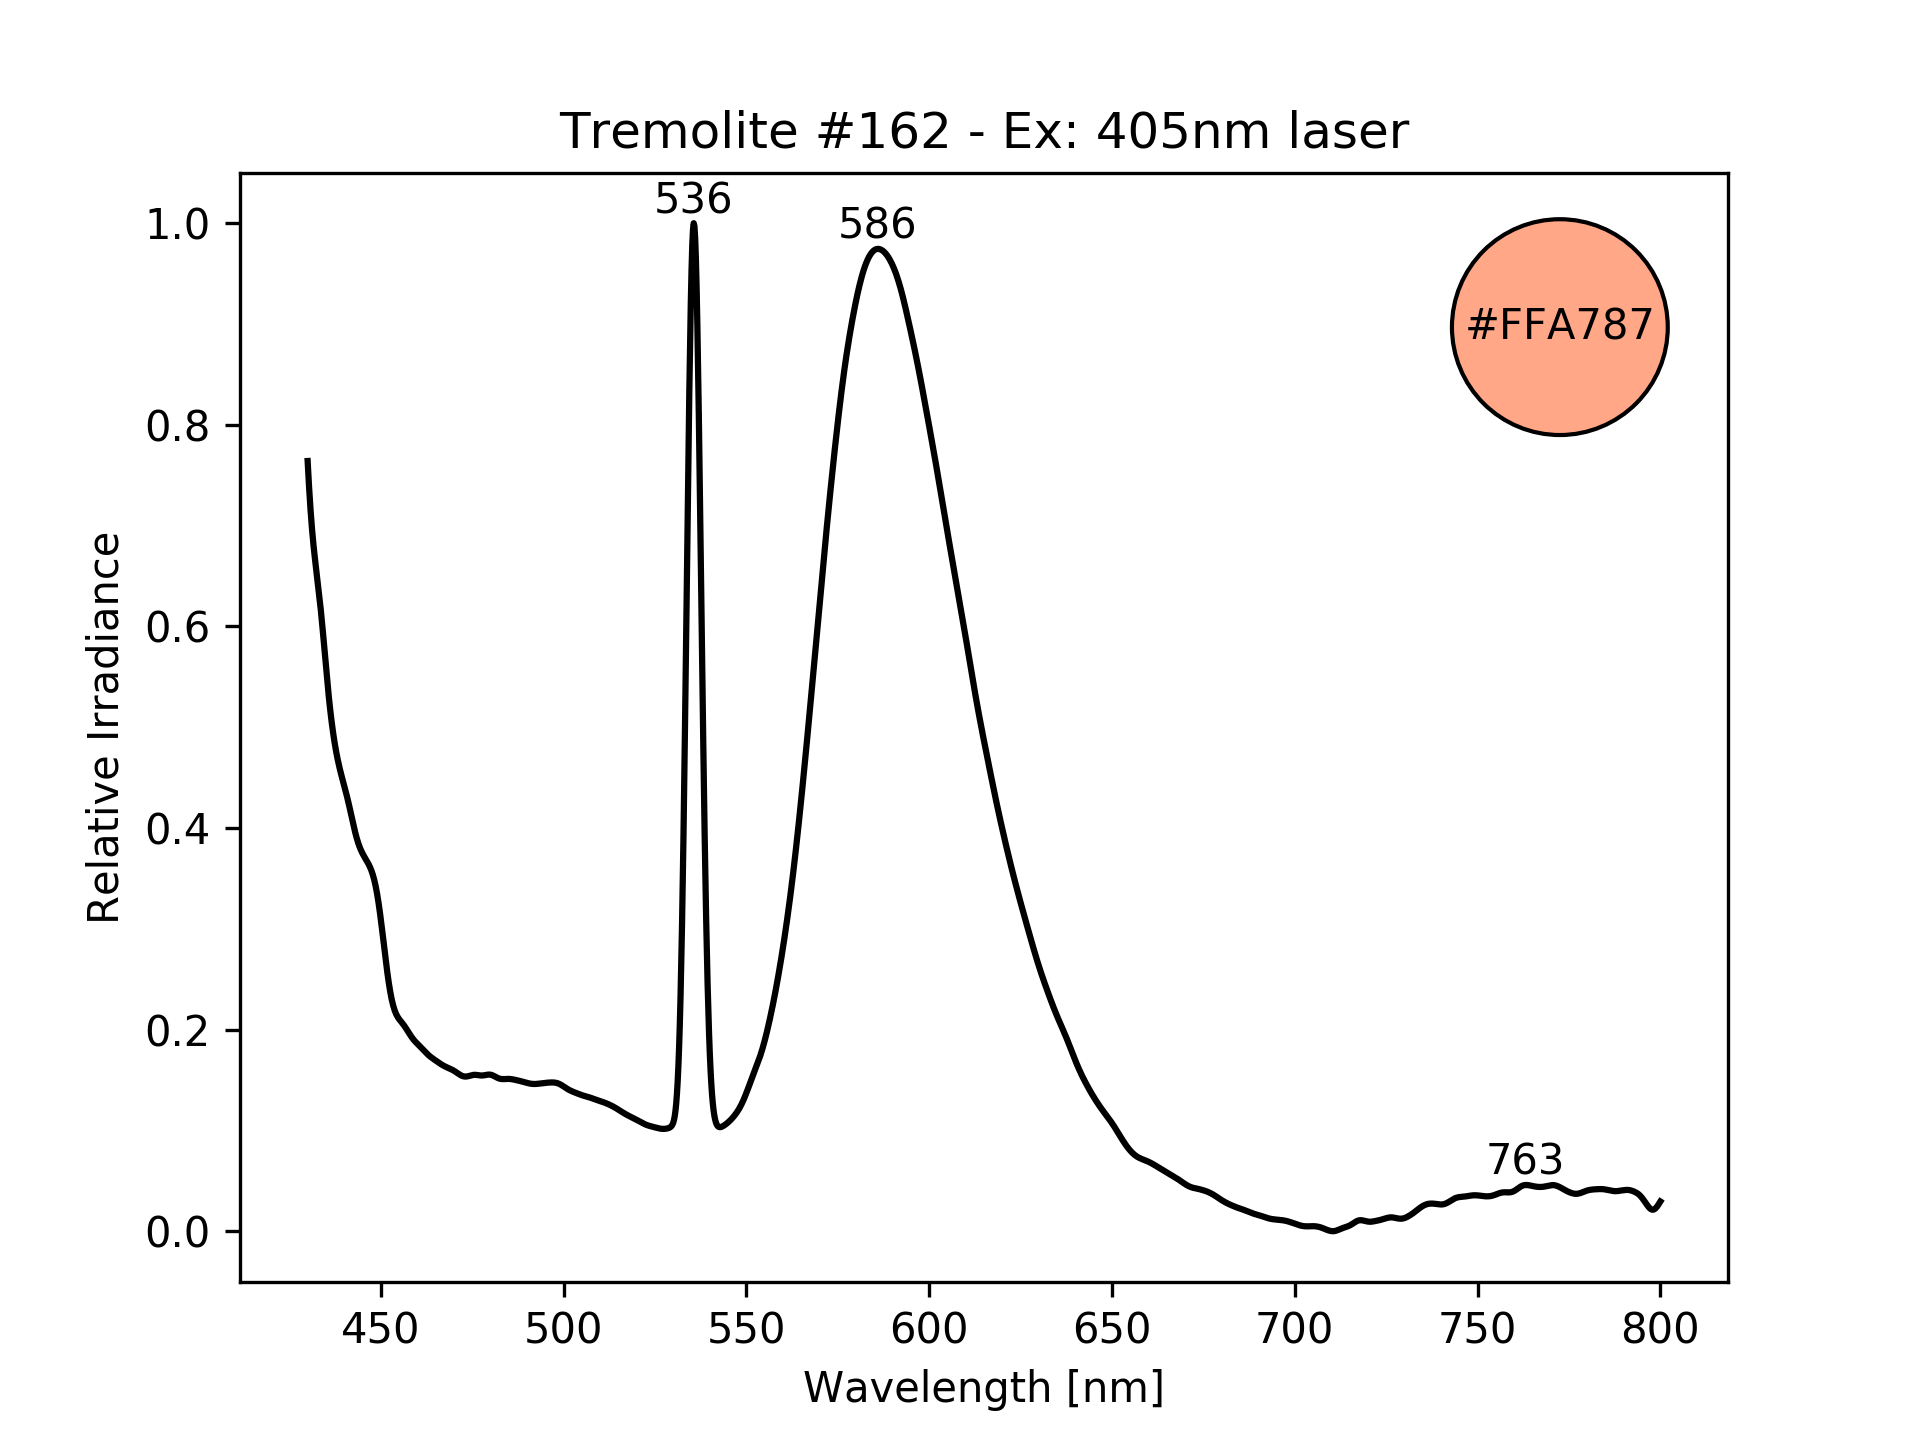 Tremolite #162 - Ex: 405nm laser
536
586
#FFA787
763
1.0
0.8
0.6
0.4
0.2
0.0
Relative Irradiance
450 500 550 600 650 700 750 800
Wavelength [nm]